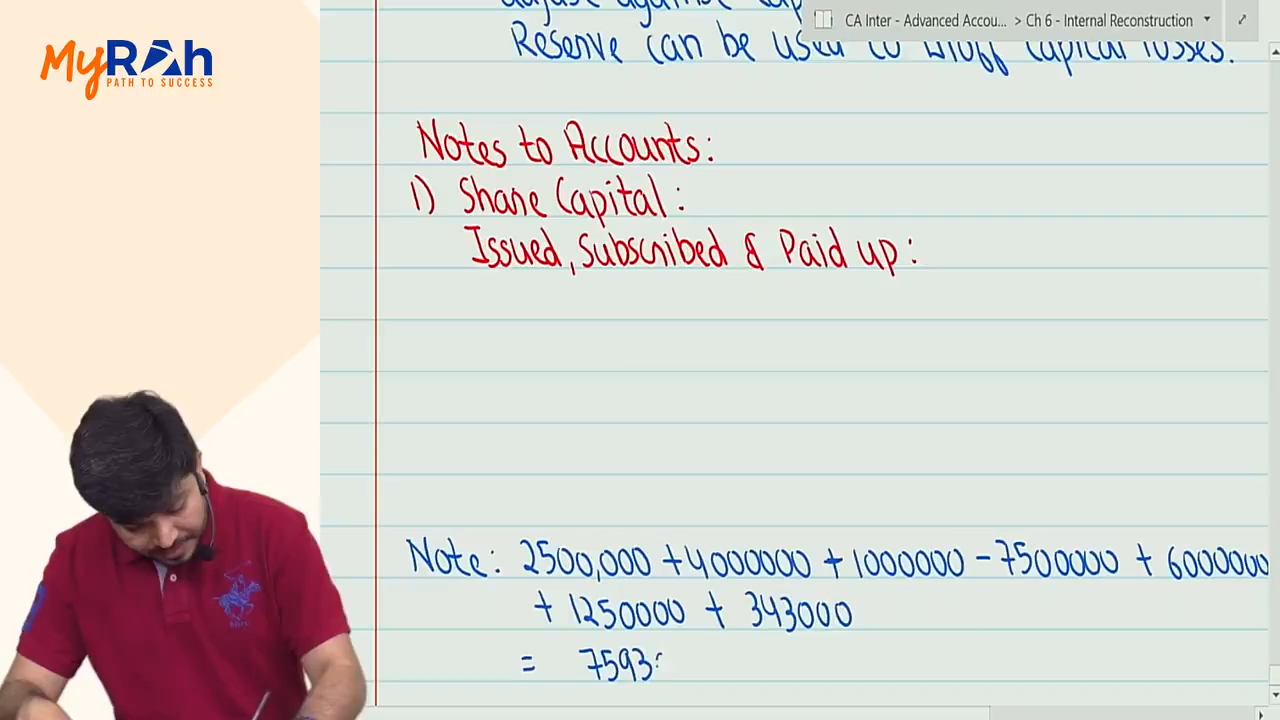 MyRAh
PATH TO SUCCESS
CA Inter - Advanced Accou... > Ch 6 - Internal Reconstruction
adjust against
Reserve can be used to w/off capital losses.
Notes to Accounts:
1) Share Capital:
Issued, Subscribed & Paid up:
Note: 2500,000 + 4000000 + 1000000 - 7500000 + 6000000
+ 1250000 + 343000
= 7593